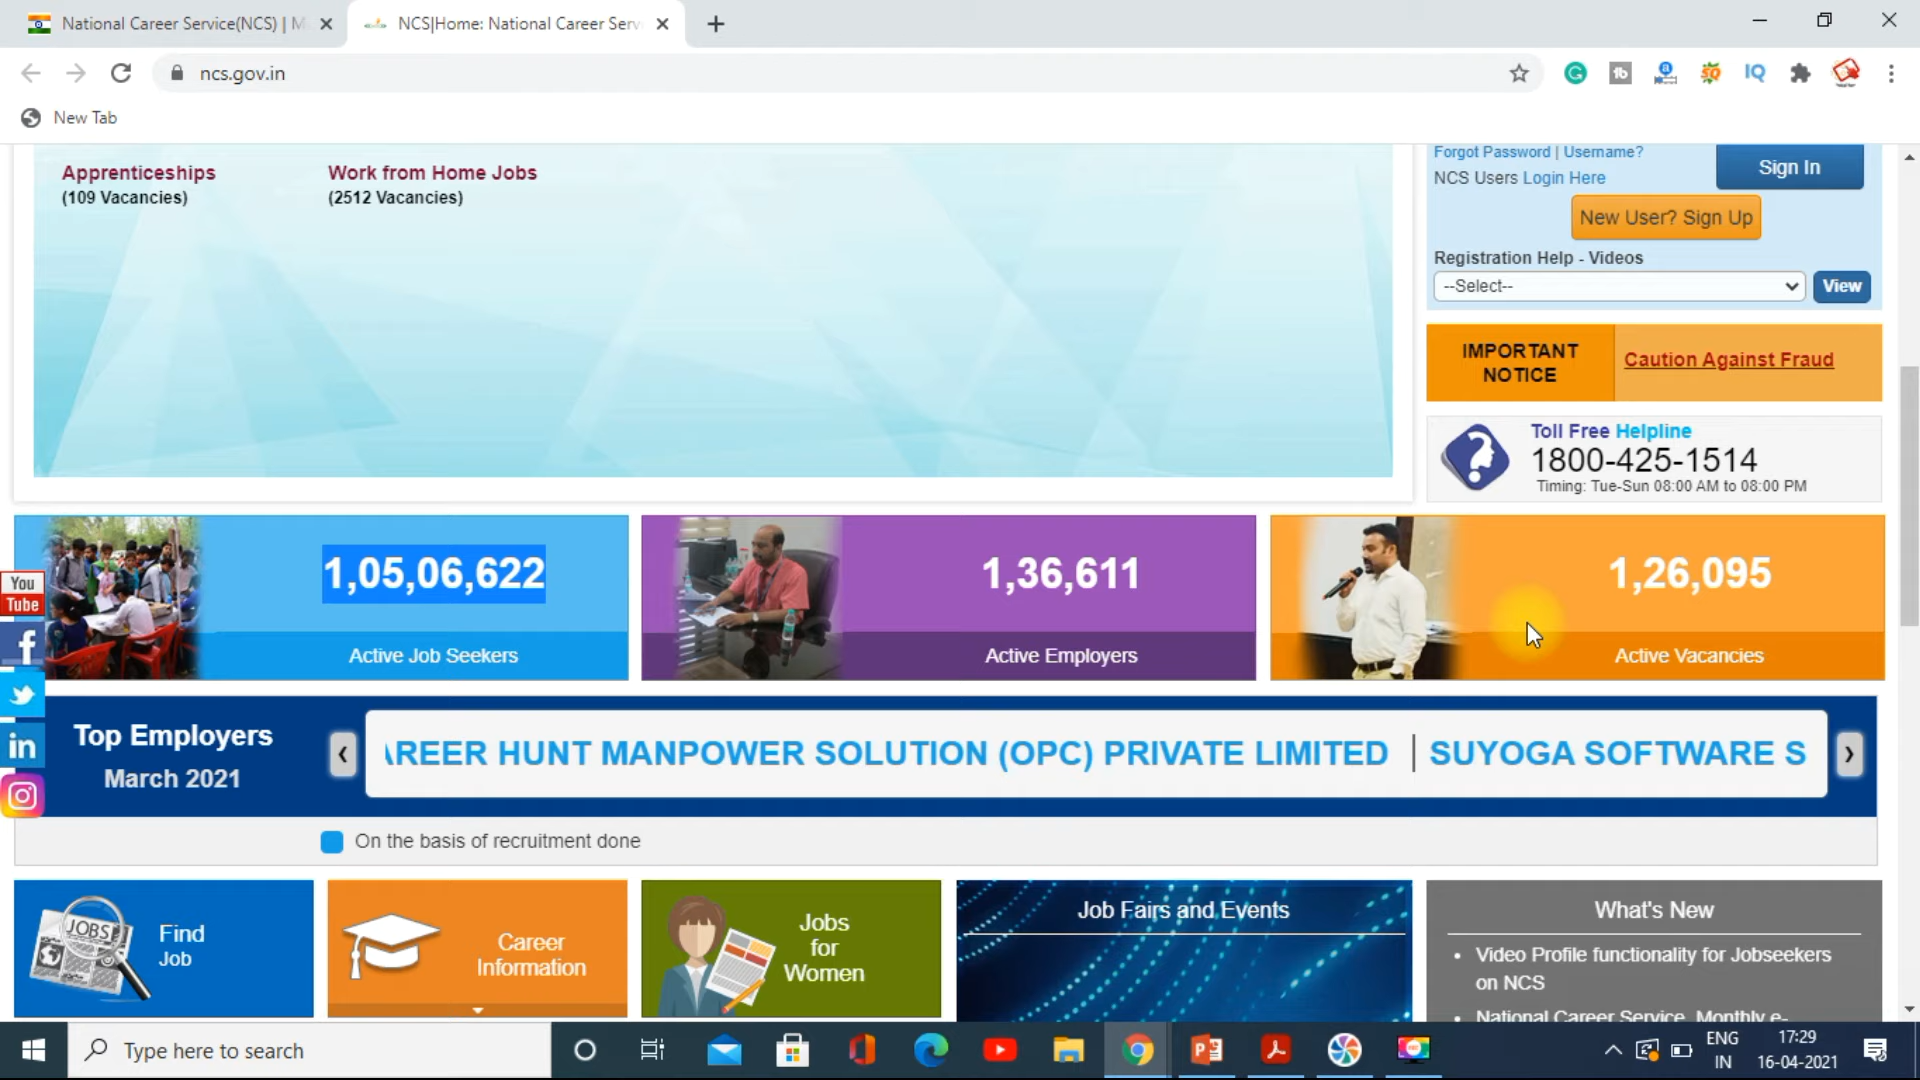 National Career Service(NCS) | M
NCS|Home: National Career Serv
ncs.gov.in
New Tab
Apprenticeships
(109 Vacancies)
Work from Home Jobs
(2512 Vacancies)
Forgot Password | Username?
NCS Users Login Here
Sign In
New User? Sign Up
Registration Help - Videos
--Select--
View
IMPORTANT
NOTICE
Caution Against Fraud
Toll Free Helpline
1800-425-1514
Timing: Tue-Sun 08:00 AM to 08:00 PM
1,05,06,622
Active Job Seekers
1,36,611
Active Employers
1,26,095
Active Vacancies
You
Tube
Top Employers
March 2021
AREER HUNT MANPOWER SOLUTION (OPC) PRIVATE LIMITED | SUYOGA SOFTWARE S
On the basis of recruitment done
JOBS
Find
Job
Career
Information
Jobs
for
Women
Job Fairs and Events
What's New
• Video Profile functionality for Jobseekers
on NCS
• National Career Service, Monthly e-
Type here to search
ENG
IN
17:29
16-04-2021